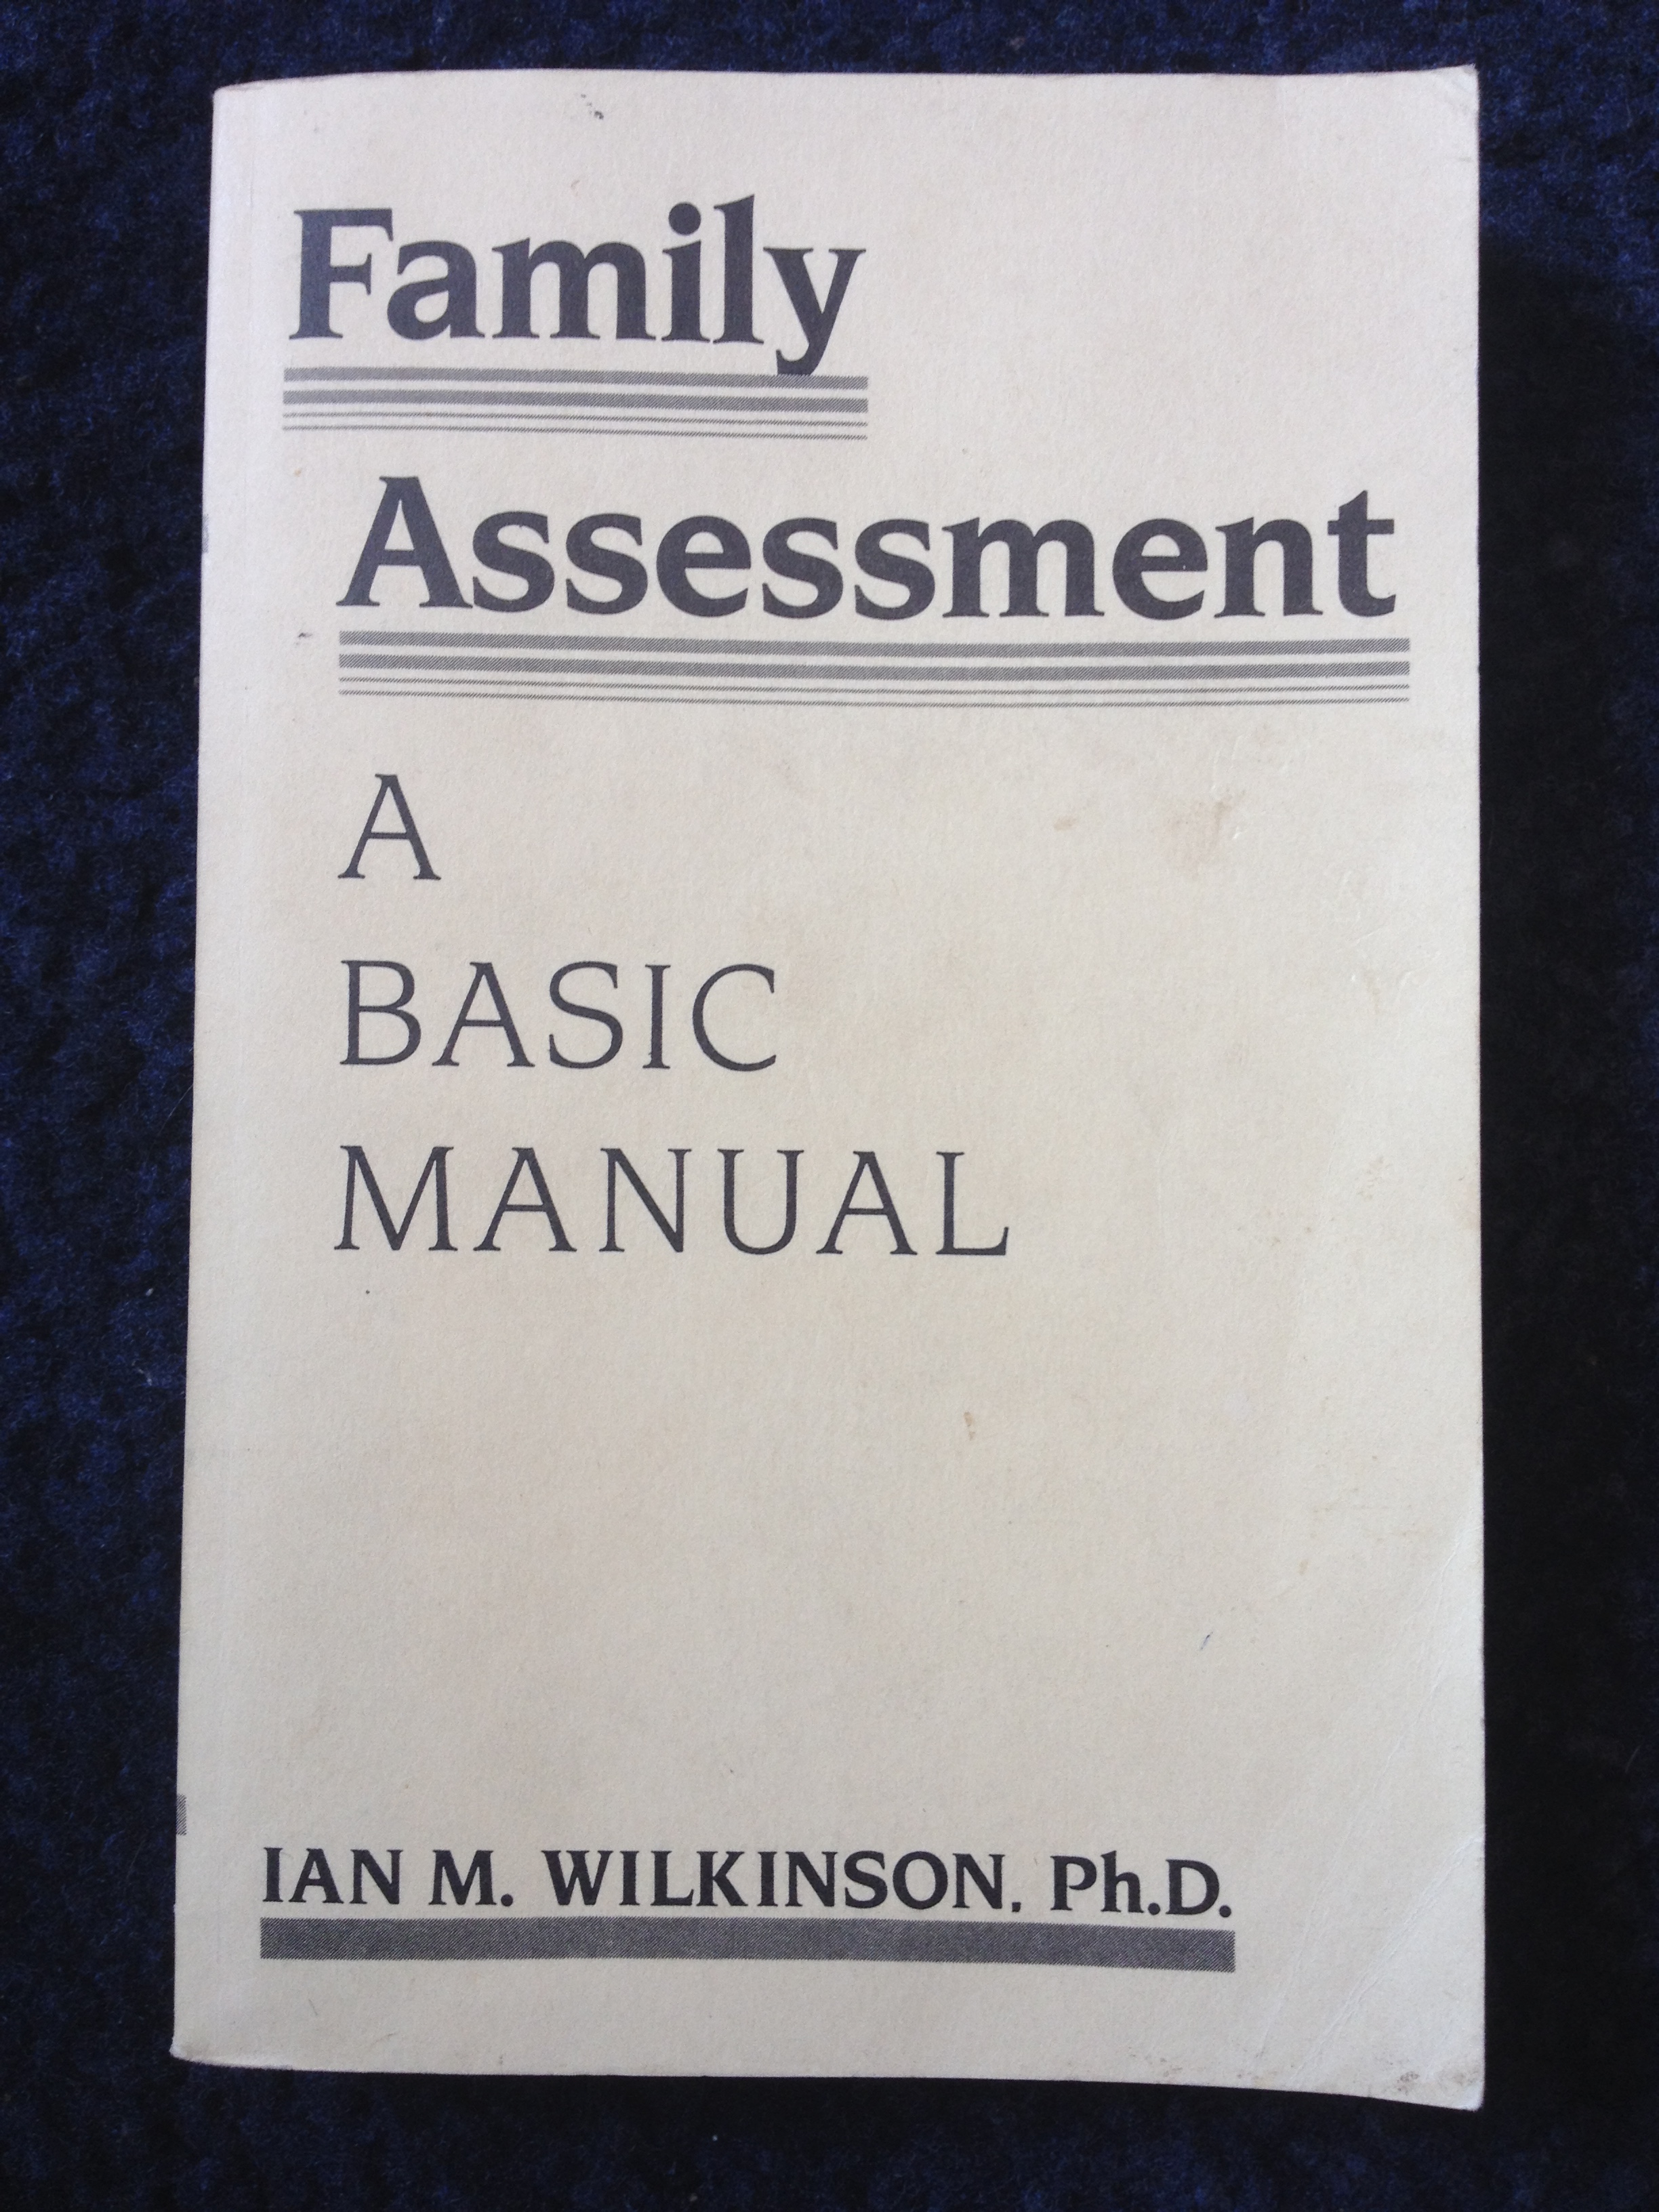 Family
Assessment
A
BASIC
MANUAL
IAN M. WILKINSON, Ph.D.